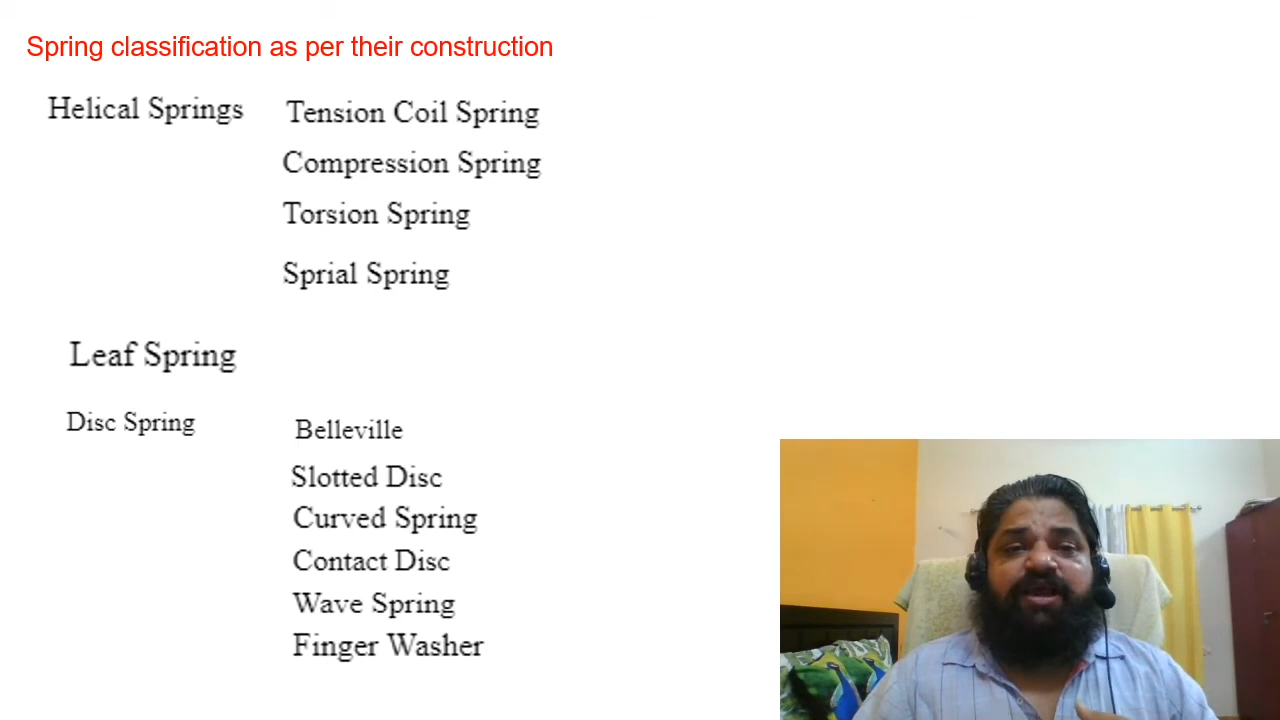 Spring classification as per their construction
Helical Springs
Tension Coil Spring
Compression Spring
Torsion Spring
Sprial Spring
Leaf Spring
Disc Spring
Belleville
Slotted Disc
Curved Spring
Contact Disc
Wave Spring
Finger Washer